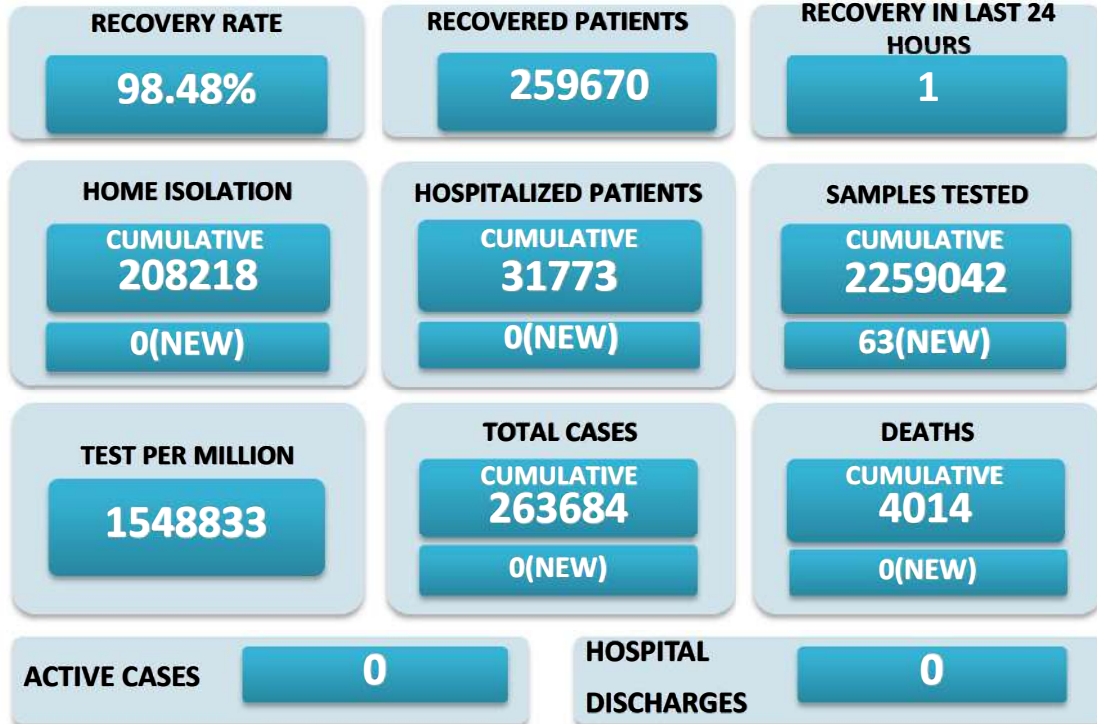 RECOVERY RATE
98.48%
RECOVERED PATIENTS
259670
RECOVERY IN LAST 24
HOURS
1
HOME ISOLATION
CUMULATIVE
208218
0(NEW)
HOSPITALIZED PATIENTS
CUMULATIVE
31773
0(NEW)
SAMPLES TESTED
CUMULATIVE
2259042
63(NEW)
TEST PER MILLION
1548833
TOTAL CASES
CUMULATIVE
263684
0(NEW)
DEATHS
CUMULATIVE
4014
0(NEW)
ACTIVE CASES
0
HOSPITAL
DISCHARGES
0